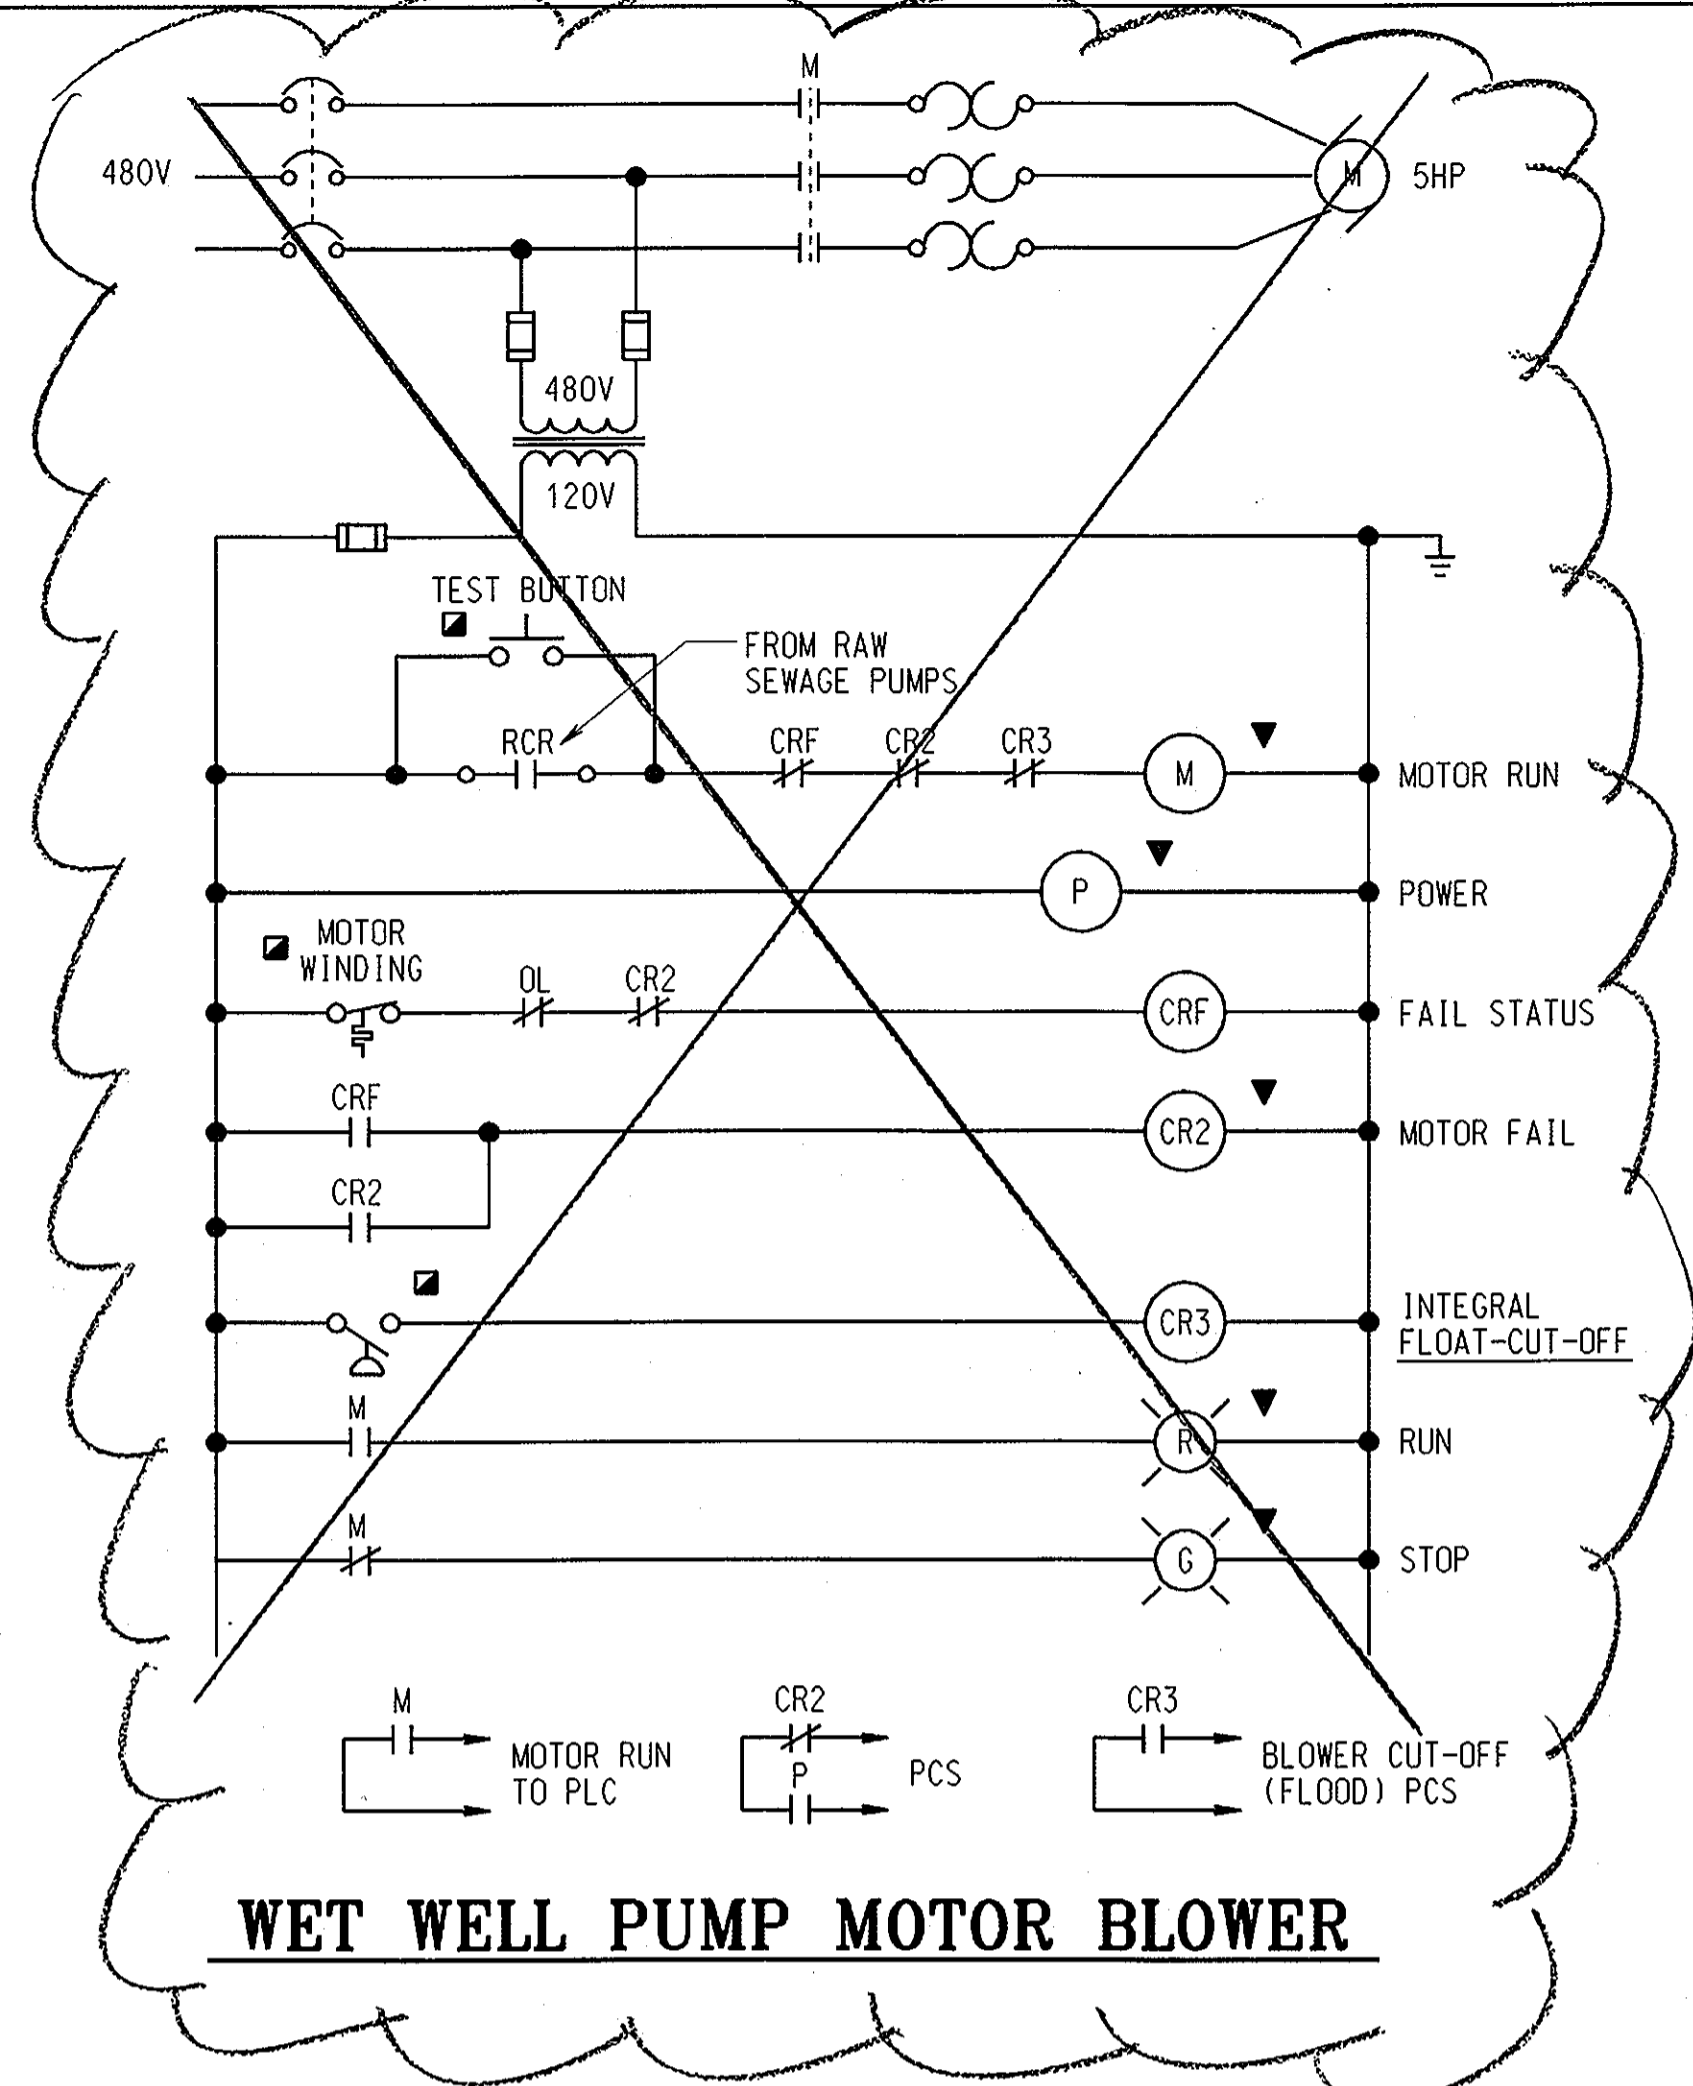 M
480V
M
5HP
480V
120V
TEST BUTTON
FROM RAW
SEWAGE PUMPS
RCR
CRF
CR2
CR3
M
MOTOR RUN
P
POWER
MOTOR
WINDING
OL
CR2
CRF
FAIL STATUS
CRF
CR2
MOTOR FAIL
CR2
CR3
INTEGRAL
FLOAT-CUT-OFF
M
R
RUN
M
G
STOP
M
MOTOR RUN
TO PLC
CR2
P
PCS
CR3
BLOWER CUT-OFF
(FLOOD) PCS
WET WELL PUMP MOTOR BLOWER